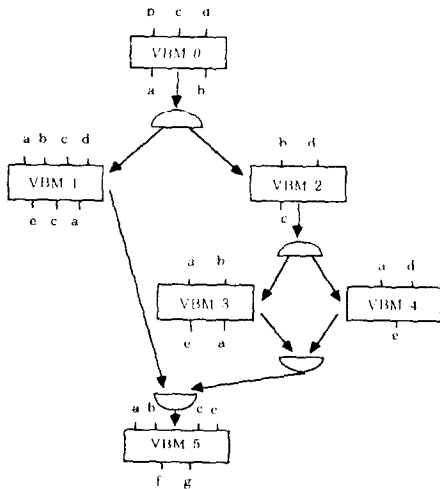 b c d
VBM 0
a b
a b c d
VBM 1
e c a
b d
VBM 2
c
a b
VBM 3
e a
a d
VBM 4
e
a b c e
VBM 5
f g